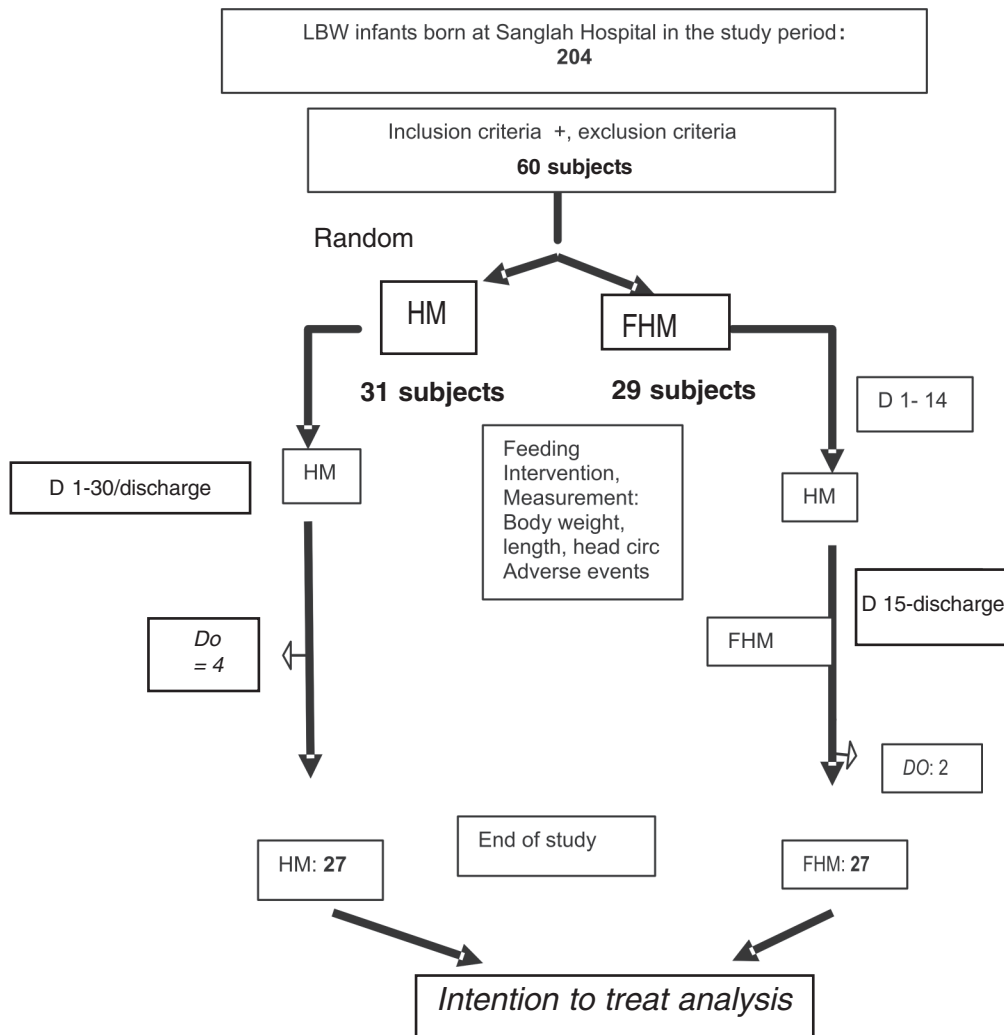 LBW infants born at Sanglah Hospital in the study period:
204
Inclusion criteria +, exclusion criteria
60 subjects
Random
HM
FHM
31 subjects
29 subjects
D 1- 14
Feeding
Intervention,
Measurement:
Body weight,
length, head circ
Adverse events
HM
D 1-30/discharge
HM
D 15-discharge
Do
= 4
FHM
DO: 2
End of study
HM: 27
FHM: 27
Intention to treat analysis